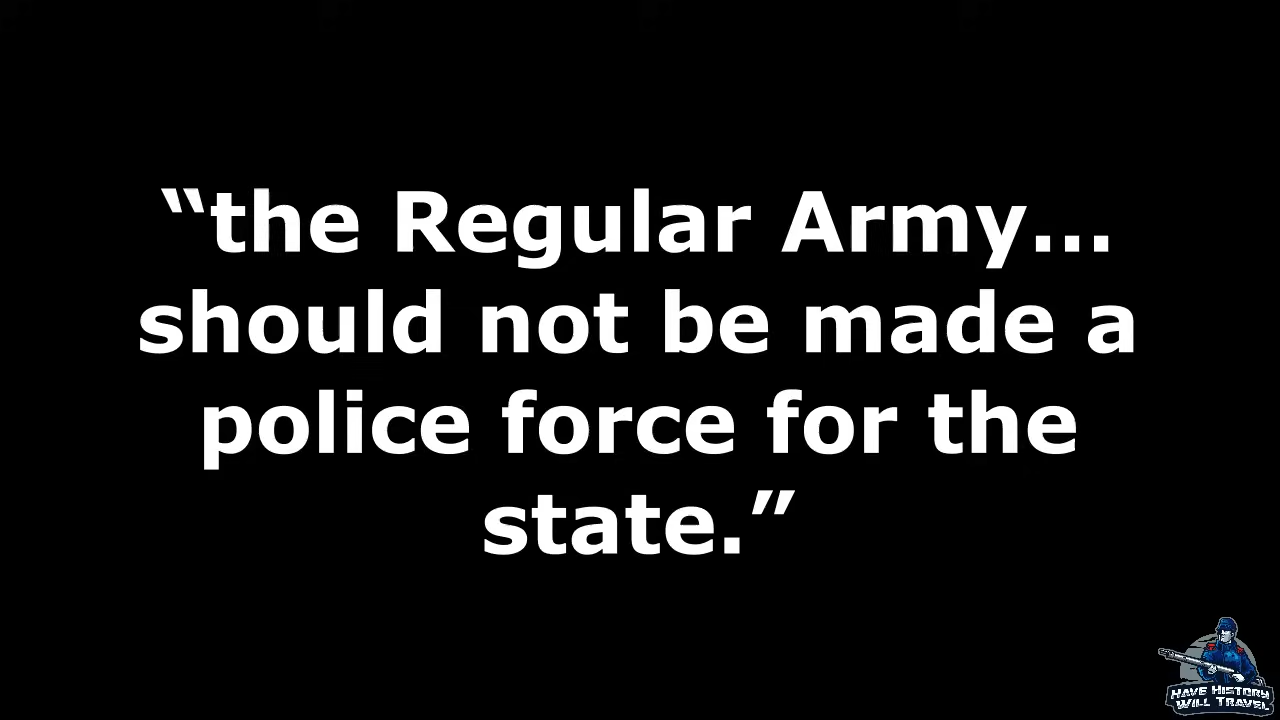 “the Regular Army...
should not be made a
police force for the
state.”
HAVE HISTORY
WILL TRAVEL